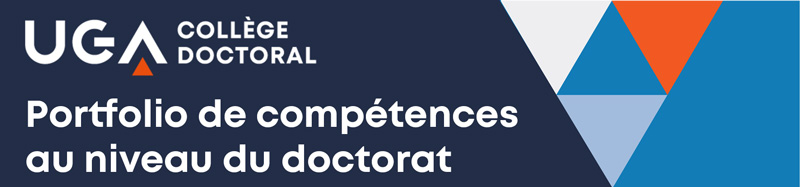 UGA
COLLÈGE
DOCTORAL
Portfolio de compétences
au niveau du doctorat